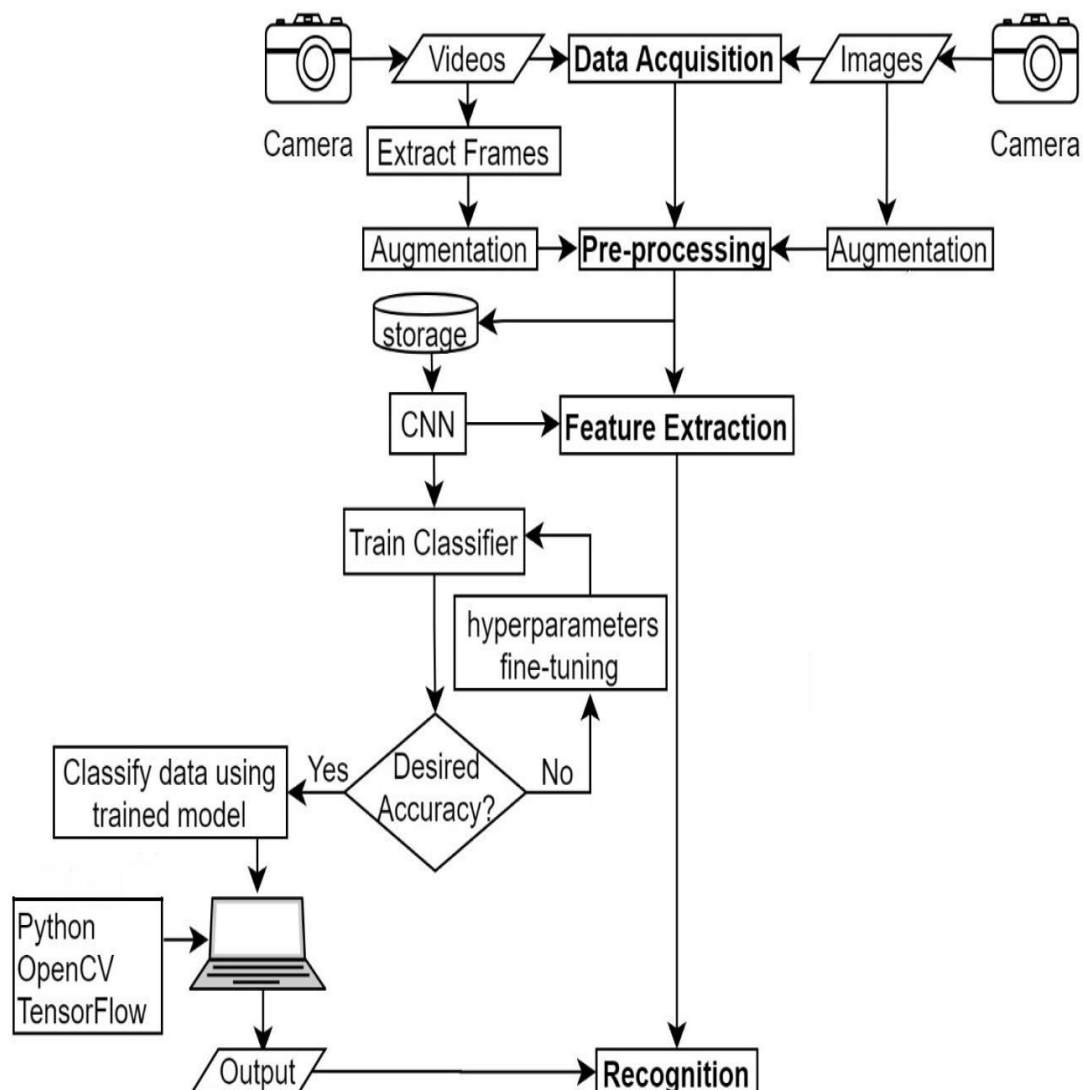 Videos
Data Acquisition
Images
Camera
Extract Frames
Camera
Augmentation
Pre-processing
Augmentation
storage
CNN
Feature Extraction
Train Classifier
hyperparameters
fine-tuning
Classify data using
trained model
Yes
Desired
Accuracy?
No
Python
OpenCV
TensorFlow
Output
Recognition